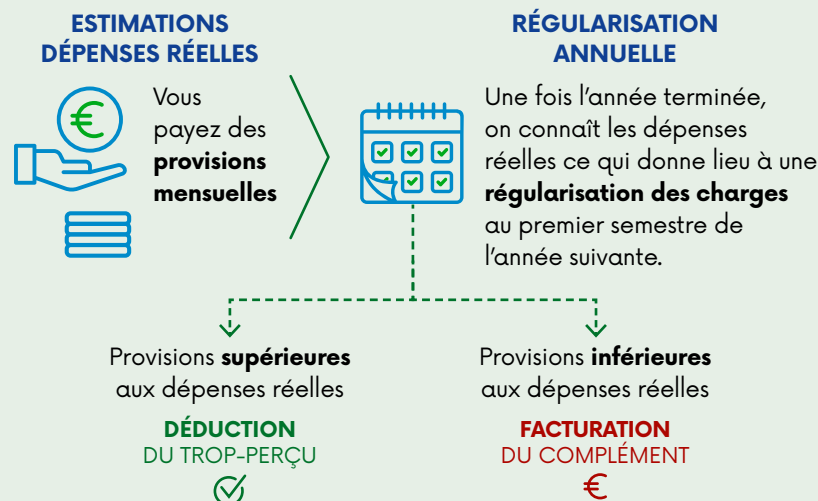 ESTIMATIONS
DÉPENSES RÉELLES
Vous
payez des
provisions
mensuelles
RÉGULARISATION
ANNUELLE
Une fois l’année terminée,
on connaît les dépenses
réelles ce qui donne lieu à une
régularisation des charges
au premier semestre de
l’année suivante.
Provisions supérieures
aux dépenses réelles
DÉDUCTION
DU TROP-PERÇU
Provisions inférieures
aux dépenses réelles
FACTURATION
DU COMPLÉMENT
€